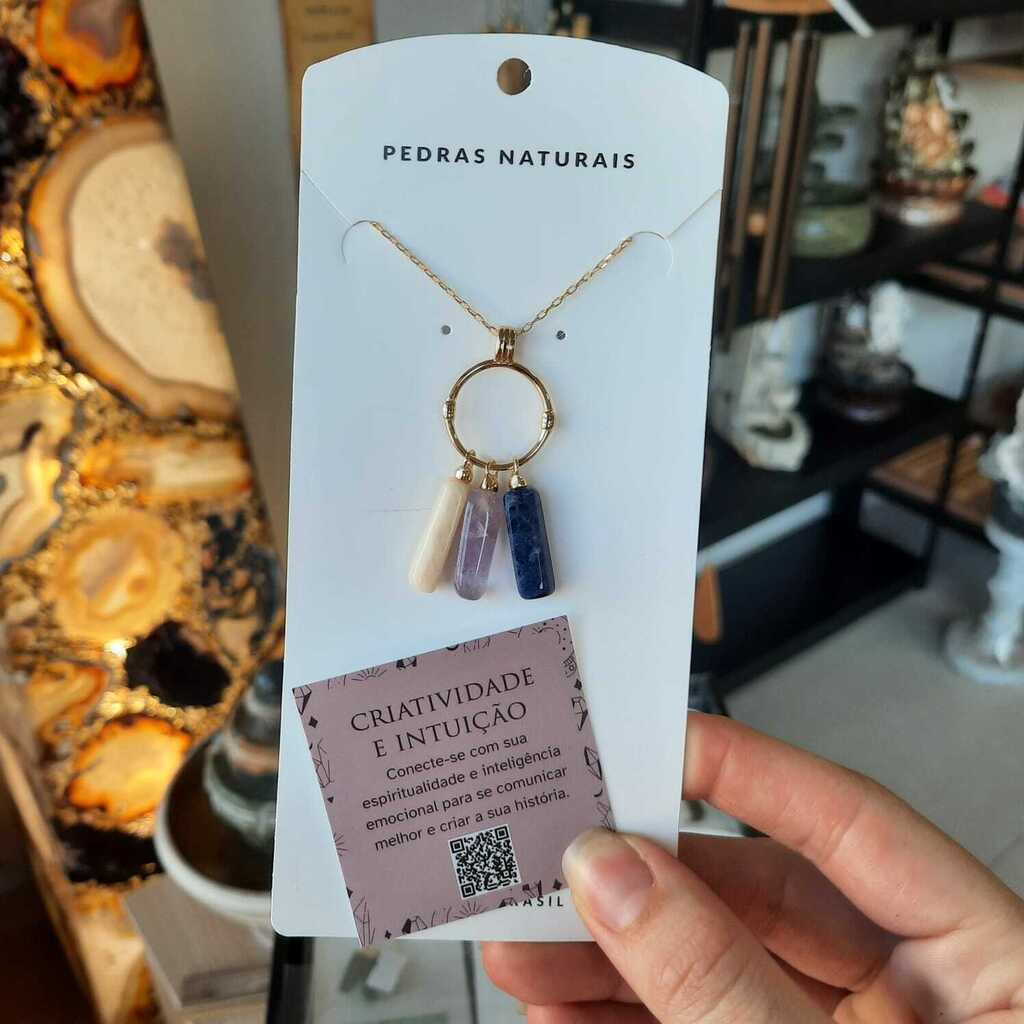 PEDRAS NATURAIS
CRIATIVIDADE
E INTUIÇÃO
Conecte-se com sua
espiritualidade e inteligência
emocional para se comunicar
melhor e criar a sua história.